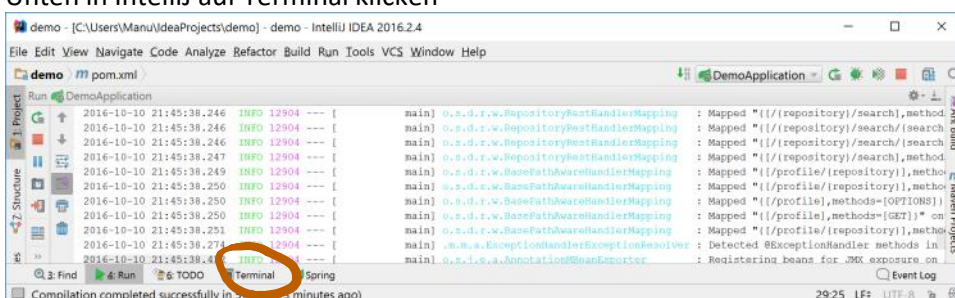 Unten in IntelliJ auf Terminal klicken
demo - [C:\Users\Manu\IdeaProjects\demo] - demo - IntelliJ IDEA 2016.2.4
File Edit View Navigate Code Analyze Refactor Build Run Tools VCS Window Help
demo pom.xml DemoApplication
Run DemoApplication
1: Project
2016-10-10 21:45:38.246 INFO 12904 --- [ main] o.s.d.r.w.RepositoryRestHandlerMapping : Mapped "{[/{repository}/search],method
2016-10-10 21:45:38.246 INFO 12904 --- [ main] o.s.d.r.w.RepositoryRestHandlerMapping : Mapped "{[/{repository}/search/{search
2016-10-10 21:45:38.246 INFO 12904 --- [ main] o.s.d.r.w.RepositoryRestHandlerMapping : Mapped "{[/{repository}/search/{search
2016-10-10 21:45:38.247 INFO 12904 --- [ main] o.s.d.r.w.RepositoryRestHandlerMapping : Mapped "{[/{repository}/search],method
2016-10-10 21:45:38.249 INFO 12904 --- [ main] o.s.d.r.w.BasePathAwareHandlerMapping : Mapped "{[/profile/{repository}],metho
2016-10-10 21:45:38.250 INFO 12904 --- [ main] o.s.d.r.w.BasePathAwareHandlerMapping : Mapped "{[/profile/{repository}],metho
2016-10-10 21:45:38.250 INFO 12904 --- [ main] o.s.d.r.w.BasePathAwareHandlerMapping : Mapped "{[/profile],methods=[OPTIONS]}
2016-10-10 21:45:38.250 INFO 12904 --- [ main] o.s.d.r.w.BasePathAwareHandlerMapping : Mapped "{[/profile],methods=[GET]}" on
2016-10-10 21:45:38.251 INFO 12904 --- [ main] o.s.d.r.w.BasePathAwareHandlerMapping : Mapped "{[/profile/{repository}],metho
2016-10-10 21:45:38.274 INFO 12904 --- [ main] .m.m.a.ExceptionHandlerExceptionResolver : Detected @ExceptionHandler methods in
2016-10-10 21:45:38. INFO 12904 --- [ main] o.s.j.e.a.AnnotationMBeanExporter : Registering beans for JMX exposure on
Z: Structure
Maven Projects
3: Find 4: Run 6: TODO Terminal Spring Event Log
Compilation completed successfully in minutes ago) 29:25 LF÷ UTF-8